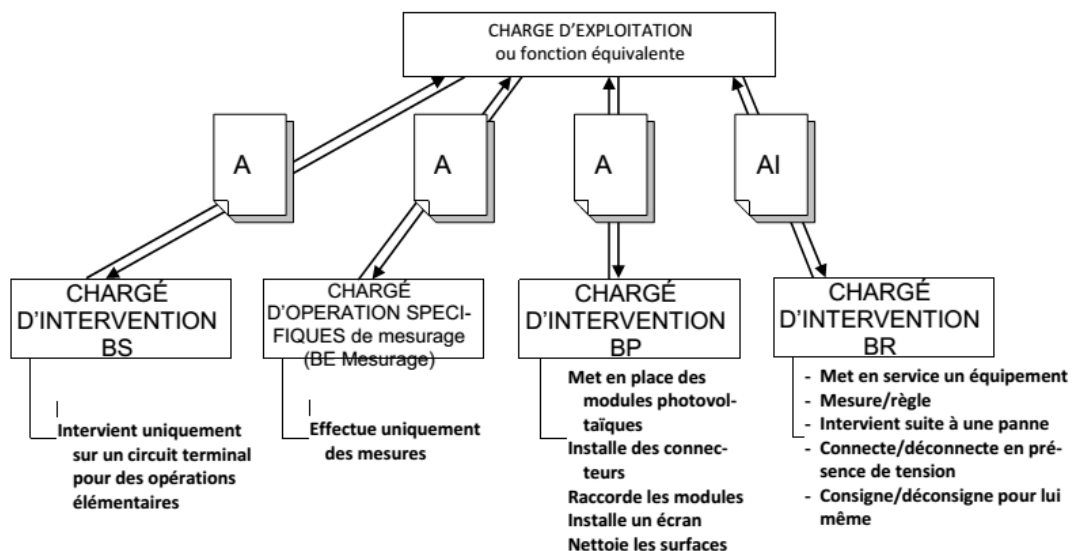 CHARGE D'EXPLOITATION
ou fonction équivalente
A
A
A
AI
CHARGÉ
D'INTERVENTION
BS
CHARGÉ
D'OPERATION SPECI-
FIQUES de mesurage
(BE Mesurage)
CHARGÉ
D'INTERVENTION
BP
CHARGÉ
D'INTERVENTION
BR
Intervient uniquement
sur un circuit terminal
pour des opérations
élémentaires
Effectue uniquement
des mesures
Met en place des
modules photovol-
taïques
Installe des connec-
teurs
Raccorde les modules
Installe un écran
Nettoie les surfaces
- Met en service un équipement
- Mesure/règle
- Intervient suite à une panne
- Connecte/déconnecte en pré-
sence de tension
- Consigne/déconsigne pour lui
même